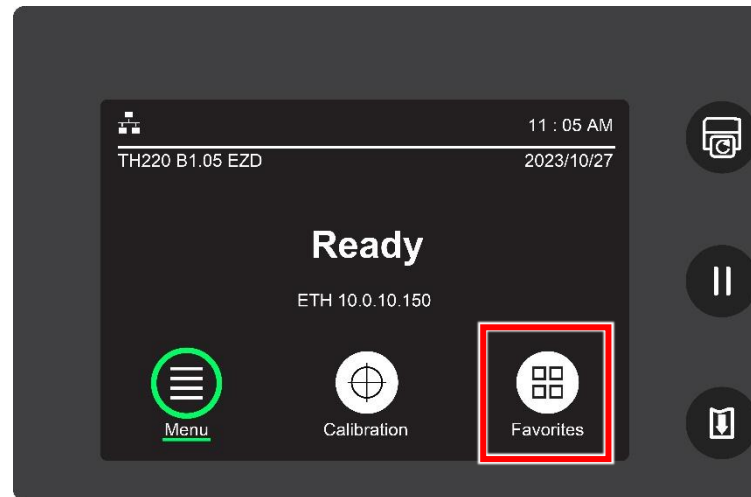 11 : 05 AM
TH220 B1.05 EZD 2023/10/27
Ready
ETH 10.0.10.150
Menu Calibration Favorites